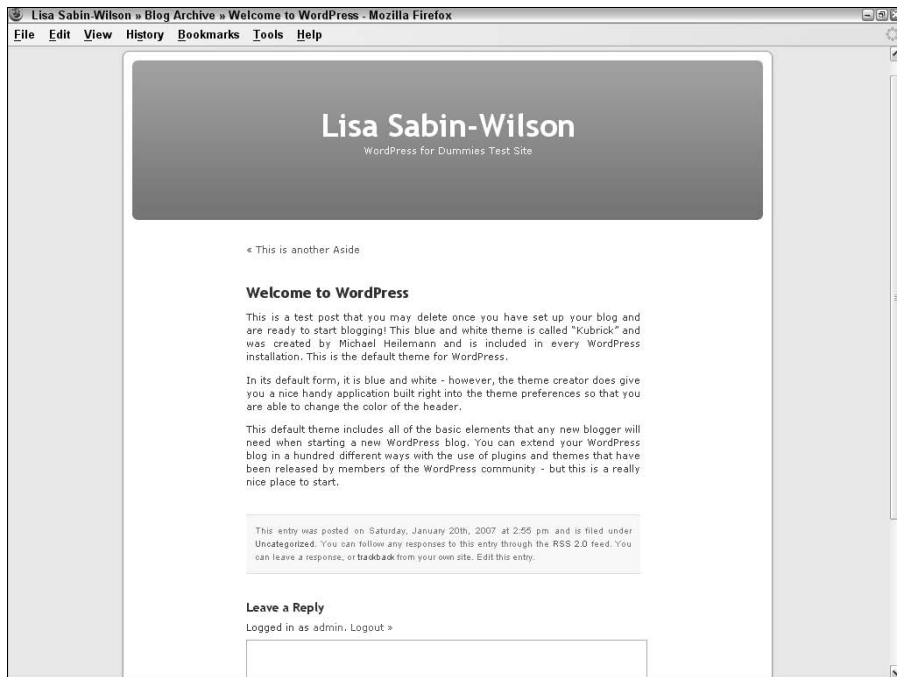 Lisa Sabin-Wilson » Blog Archive » Welcome to WordPress - Mozilla Firefox
File Edit View History Bookmarks Tools Help
Lisa Sabin-Wilson
WordPress for Dummies Test Site
« This is another Aside
Welcome to WordPress
This is a test post that you may delete once you have set up your blog and
are ready to start blogging! This blue and white theme is called “Kubrick” and
was created by Michael Heilemann and is included in every WordPress
installation. This is the default theme for WordPress.
In its default form, it is blue and white - however, the theme creator does give
you a nice handy application built right into the theme preferences so that you
are able to change the color of the header.
This default theme includes all of the basic elements that any new blogger will
need when starting a new WordPress blog. You can extend your WordPress
blog in a hundred different ways with the use of plugins and themes that have
been released by members of the WordPress community - but this is a really
nice place to start.
This entry was posted on Saturday, January 20th, 2007 at 2:55 pm and is filed under
Uncategorized. You can follow any responses to this entry through the RSS 2.0 feed. You
can leave a response, or trackback from your own site. Edit this entry.
Leave a Reply
Logged in as admin. Logout »